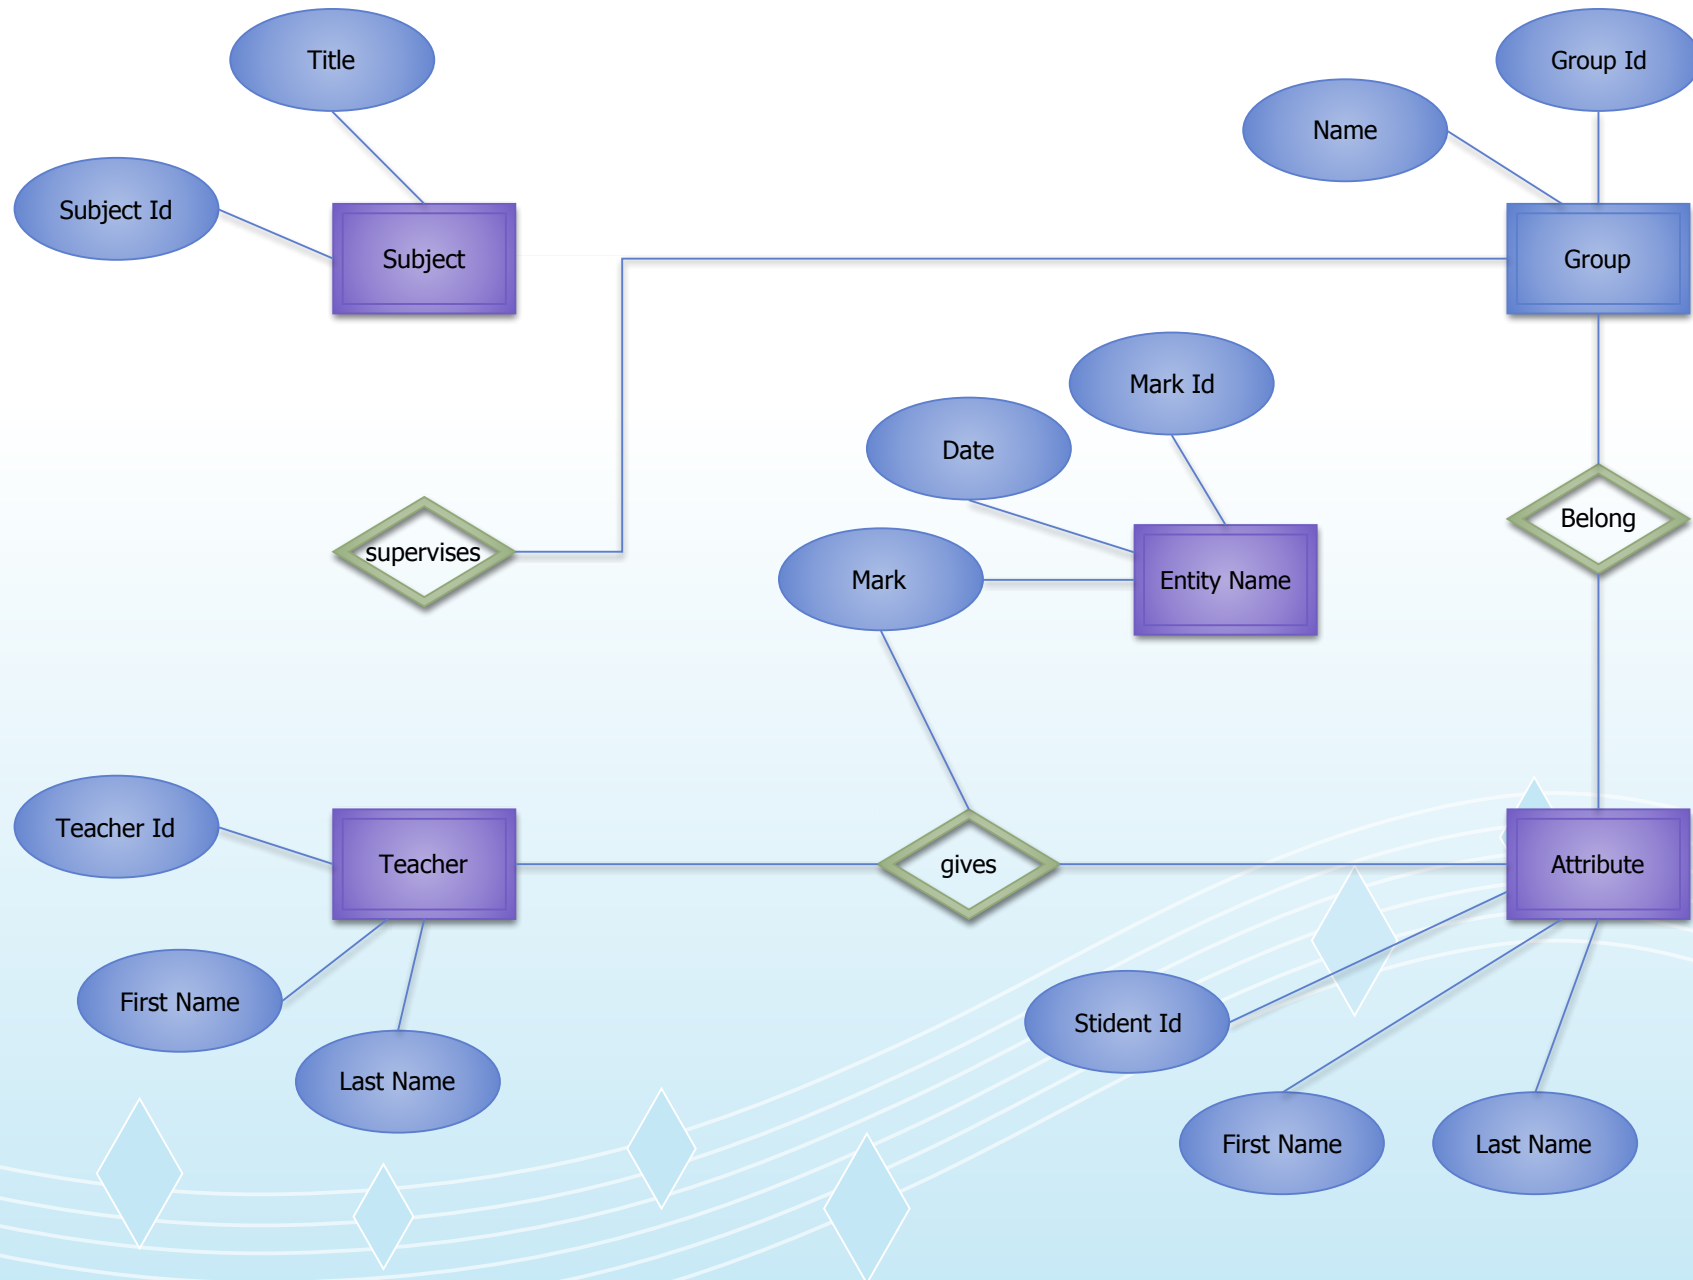 Title
Group Id
Name
Subject Id
Subject
Group
Mark Id
Date
Belong
supervises
Mark
Entity Name
Teacher Id
Teacher
gives
Attribute
First Name
Stident Id
Last Name
First Name
Last Name